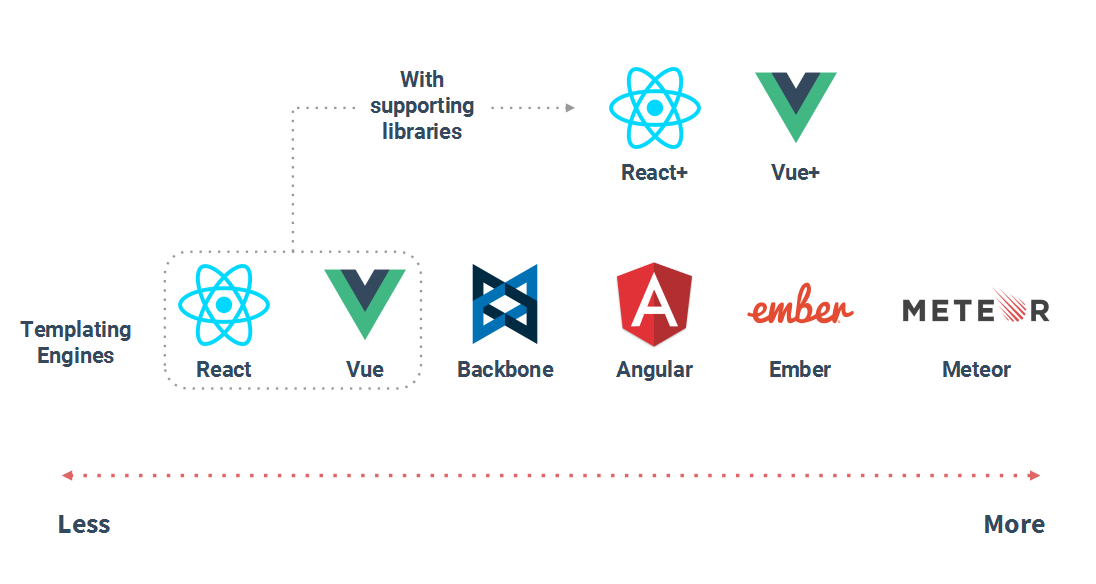 With
supporting
libraries
React+
Vue+
Templating
Engines
ember
METEOR
React
Vue
Backbone
Angular
Ember
Meteor
Less
More